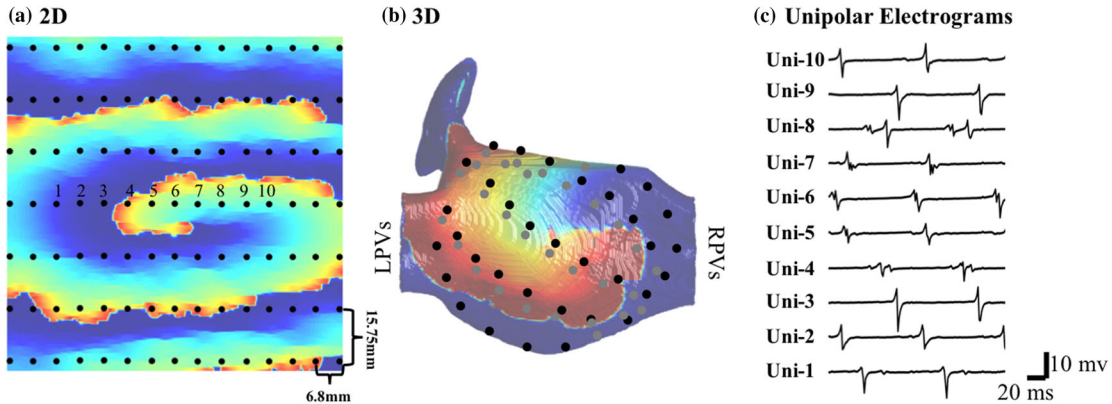 (a) 2D
(b) 3D
(c) Unipolar Electrograms
1 2 3 4 5 6 7 8 9 10
15.75mm
6.8mm
LPVs
RPVs
Uni-10
Uni-9
Uni-8
Uni-7
Uni-6
Uni-5
Uni-4
Uni-3
Uni-2
Uni-1
10 mv
20 ms